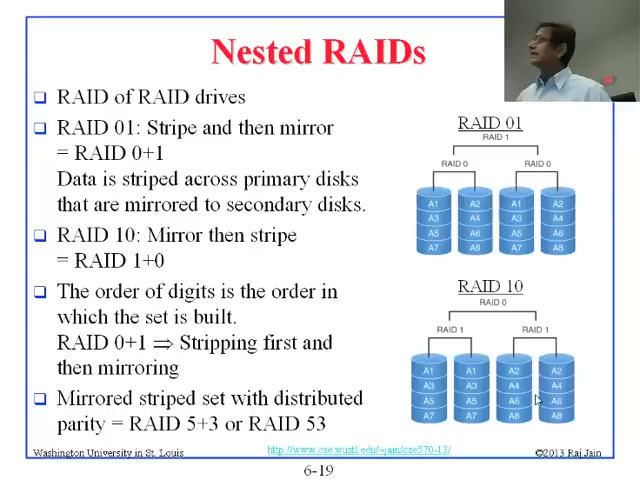 Nested RAIDs
RAID of RAID drives
RAID 01: Stripe and then mirror
= RAID 0+1
Data is striped across primary disks
that are mirrored to secondary disks.
RAID 10: Mirror then stripe
= RAID 1+0
The order of digits is the order in
which the set is built.
RAID 0+1 ⇒ Stripping first and
then mirroring
Mirrored striped set with distributed
parity = RAID 5+3 or RAID 53
RAID 01
RAID 1
RAID 0 RAID 0
A1 A2 A1 A2
A3 A4 A3 A4
A5 A6 A5 A6
A7 A8 A7 A8
RAID 10
RAID 0
RAID 1 RAID 1
A1 A1 A2 A2
A3 A3 A4 A4
A5 A5 A6 A6
A7 A7 A8 A8
Washington University in St. Louis
http://www.cse.wustl.edu/~jain/cse570-13/
©2013 Raj Jain
6-19